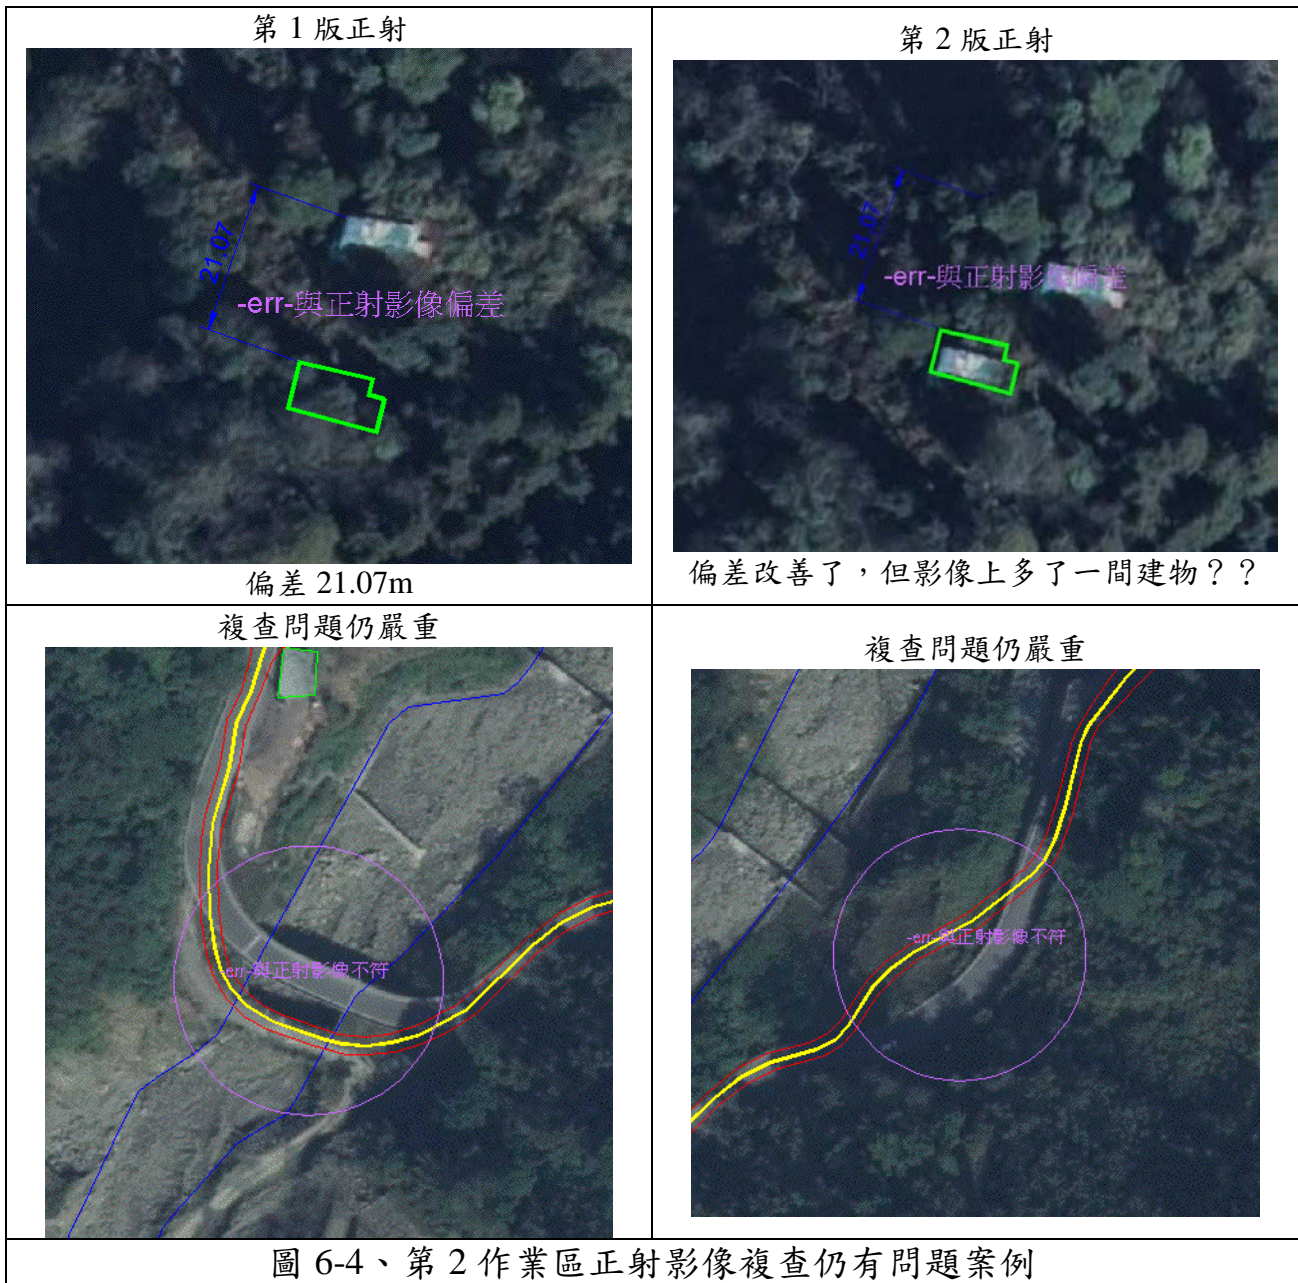 第 1 版正射
21.07
-err-與正射影像偏差
偏差 21.07m
第 2 版正射
21.07
-err-與正射影像偏差
偏差改善了，但影像上多了一間建物？？
複查問題仍嚴重
-err-與正射影像不符
複查問題仍嚴重
-err-與正射影像不符
圖 6-4、第 2 作業區正射影像複查仍有問題案例